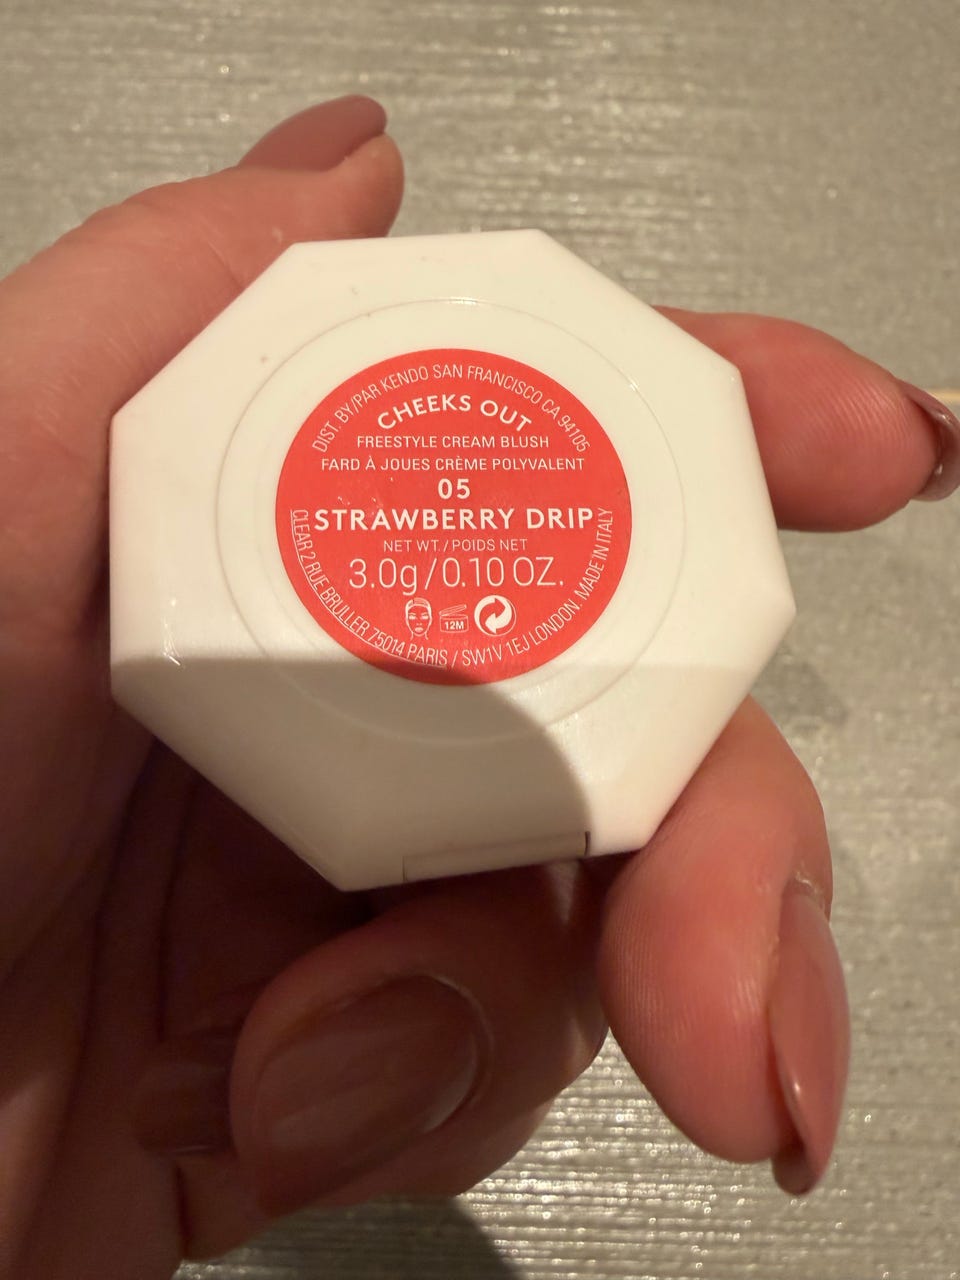 DIST. BY/PAR KENDO SAN FRANCISCO CA 94105
CHEEKS OUT
FREESTYLE CREAM BLUSH
FARD À JOUES CRÈME POLYVALENT
05
STRAWBERRY DRIP
NET WT. / POIDS NET
3.0g/0.10 OZ.
12M
CLEAR 2 RUE BRULLER 75014 PARIS / SW1V 1EJ LONDON. MADE IN ITALY